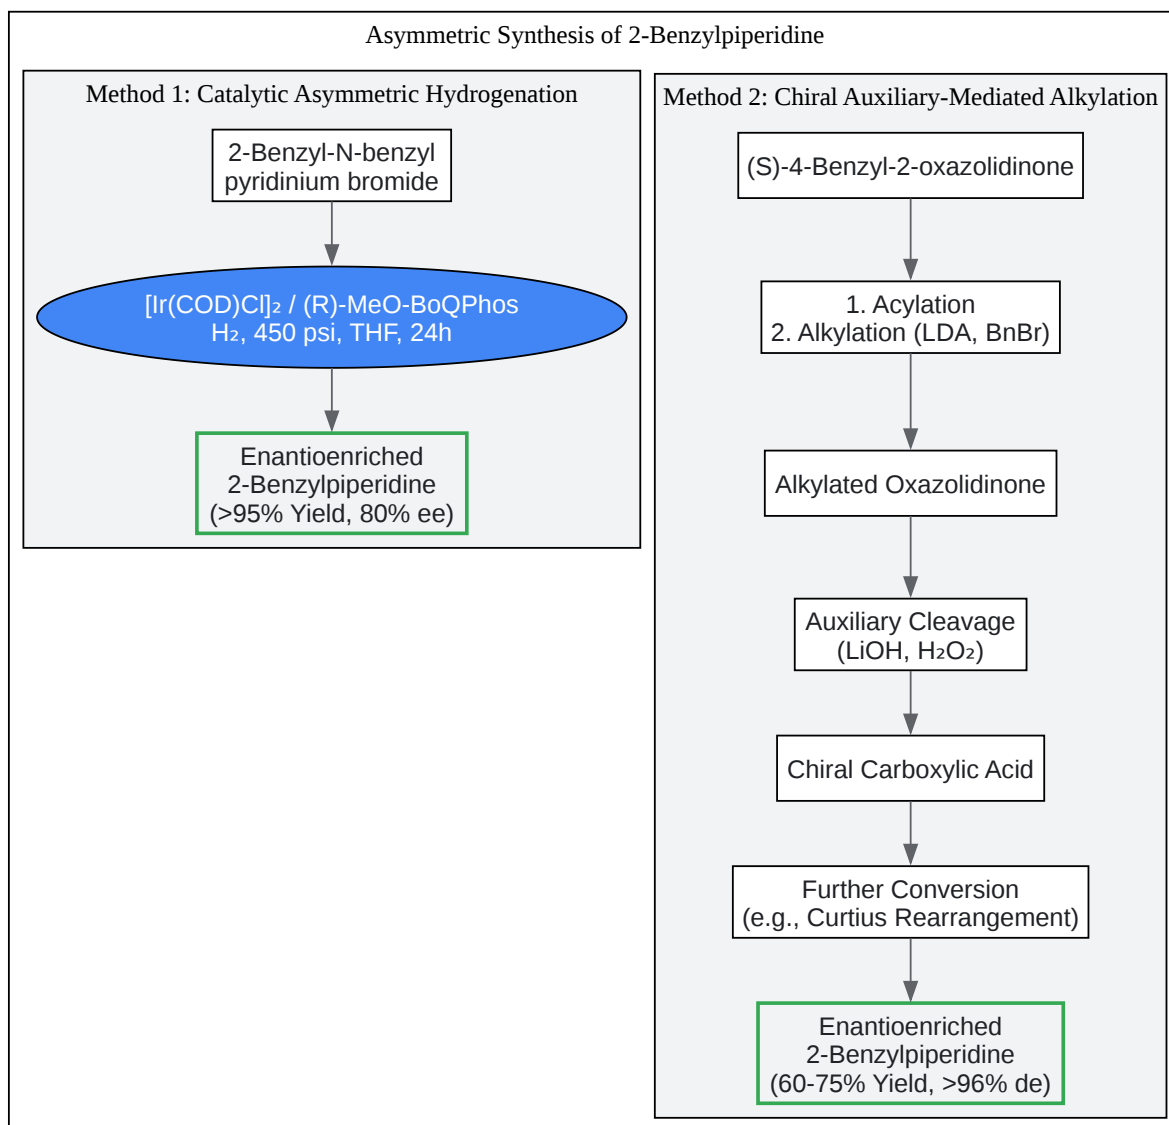 Asymmetric Synthesis of 2-Benzylpiperidine
Method 1: Catalytic Asymmetric Hydrogenation
2-Benzyl-N-benzyl
pyridinium bromide
[Ir(COD)Cl]₂ / (R)-MeO-BoQPhos
H₂, 450 psi, THF, 24h
Enantioenriched
2-Benzylpiperidine
(>95% Yield, 80% ee)
Method 2: Chiral Auxiliary-Mediated Alkylation
(S)-4-Benzyl-2-oxazolidinone
1. Acylation
2. Alkylation (LDA, BnBr)
Alkylated Oxazolidinone
Auxiliary Cleavage
(LiOH, H₂O₂)
Chiral Carboxylic Acid
Further Conversion
(e.g., Curtius Rearrangement)
Enantioenriched
2-Benzylpiperidine
(60-75% Yield, >96% de)